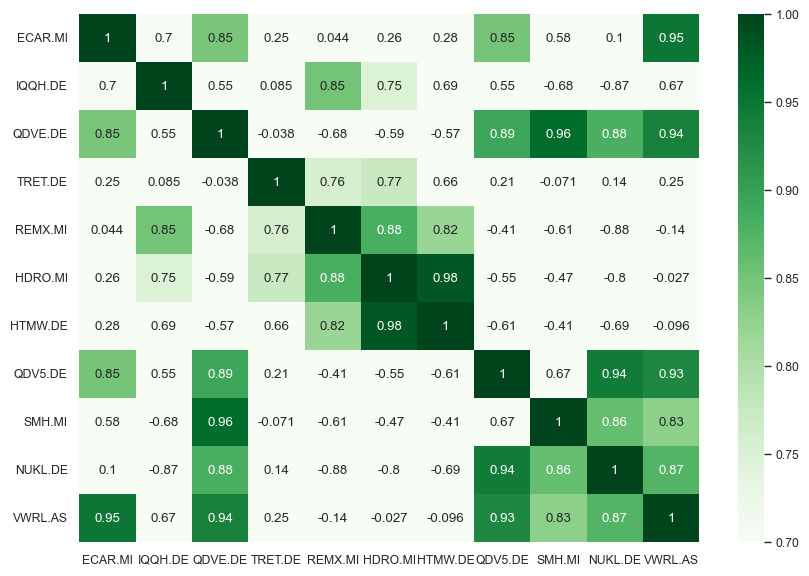 ECAR.MI 1 0.7 0.85 0.25 0.044 0.26 0.28 0.85 0.58 0.1 0.95
IQQH.DE 0.7 1 0.55 0.085 0.85 0.75 0.69 0.55 -0.68 -0.87 0.67
QDVE.DE 0.85 0.55 1 -0.038 -0.68 -0.59 -0.57 0.89 0.96 0.88 0.94
TRET.DE 0.25 0.085 -0.038 1 0.76 0.77 0.66 0.21 -0.071 0.14 0.25
REMX.MI 0.044 0.85 -0.68 0.76 1 0.88 0.82 -0.41 -0.61 -0.88 -0.14
HDRO.MI 0.26 0.75 -0.59 0.77 0.88 1 0.98 -0.55 -0.47 -0.8 -0.027
HTMW.DE 0.28 0.69 -0.57 0.66 0.82 0.98 1 -0.61 -0.41 -0.69 -0.096
QDV5.DE 0.85 0.55 0.89 0.21 -0.41 -0.55 -0.61 1 0.67 0.94 0.93
SMH.MI 0.58 -0.68 0.96 -0.071 -0.61 -0.47 -0.41 0.67 1 0.86 0.83
NUKL.DE 0.1 -0.87 0.88 0.14 -0.88 -0.8 -0.69 0.94 0.86 1 0.87
VWRL.AS 0.95 0.67 0.94 0.25 -0.14 -0.027 -0.096 0.93 0.83 0.87 1
ECAR.MI IQQH.DE QDVE.DE TRET.DE REMX.MI HDRO.MI HTMW.DE QDV5.DE SMH.MI NUKL.DE VWRL.AS
1.00
0.95
0.90
0.85
0.80
0.75
0.70